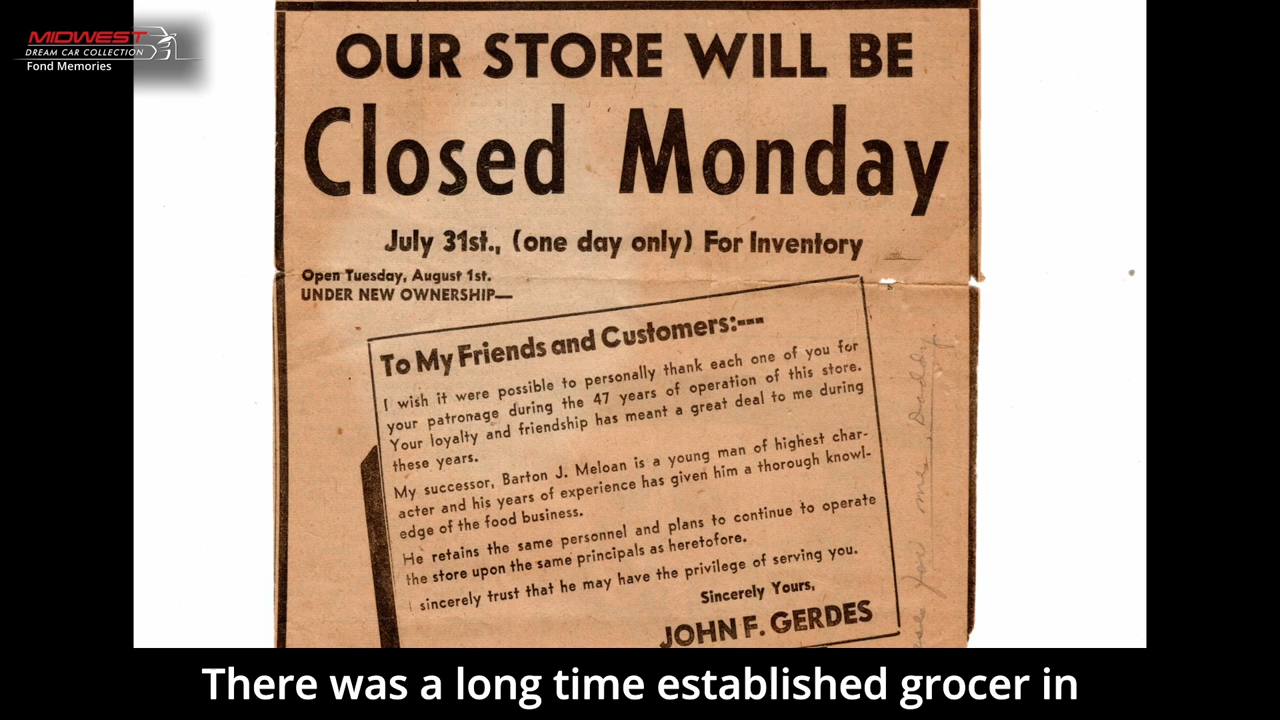 MIDWEST
DREAM CAR COLLECTION
Fond Memories
OUR STORE WILL BE
Closed Monday
July 31st., (one day only) For Inventory
Open Tuesday, August 1st.
UNDER NEW OWNERSHIP—
To My Friends and Customers:---
I wish it were possible to personally thank each one of you for
your patronage during the 47 years of operation of this store.
Your loyalty and friendship has meant a great deal to me during
these years.
My successor, Barton J. Meloan is a young man of highest char-
acter and his years of experience has given him a thorough knowl-
edge of the food business.
He retains the same personnel and plans to continue to operate
the store upon the same principals as heretofore.
I sincerely trust that he may have the privilege of serving you.
Sincerely Yours,
JOHN F. GERDES
for me, Daddy
There was a long time established grocer in